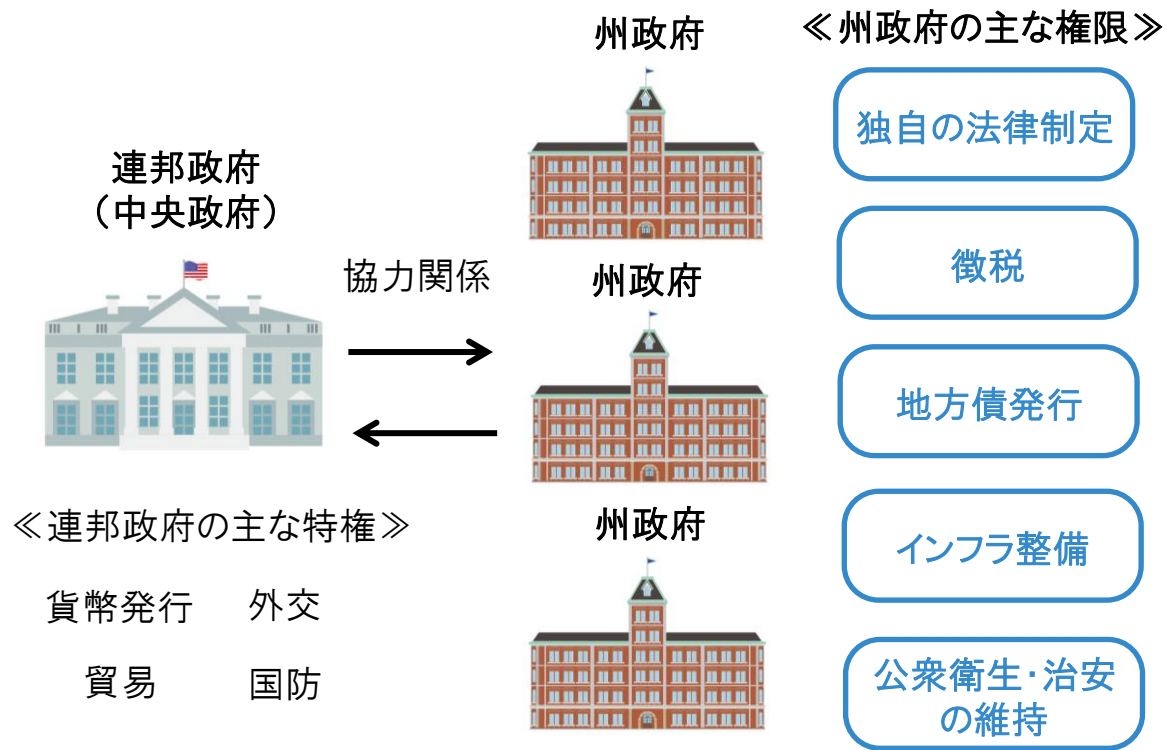 連邦政府
（中央政府）
協力関係
≪連邦政府の主な特権≫
貨幣発行 外交
貿易 国防
州政府
州政府
州政府
≪州政府の主な権限≫
独自の法律制定
徴税
地方債発行
インフラ整備
公衆衛生・治安
の維持